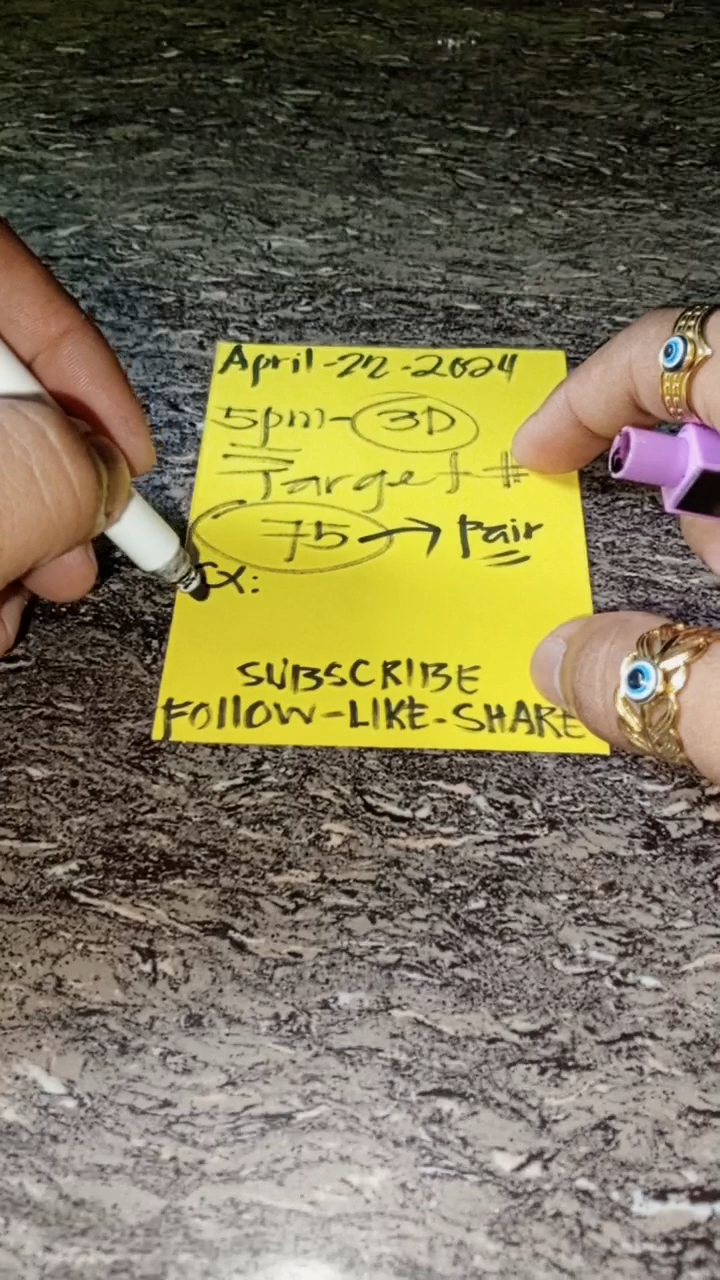 April-22-2024
5pm-3D
Target #
75→Pair
Ex:
SUBSCRIBE
FOllOW-LIKE-SHARE